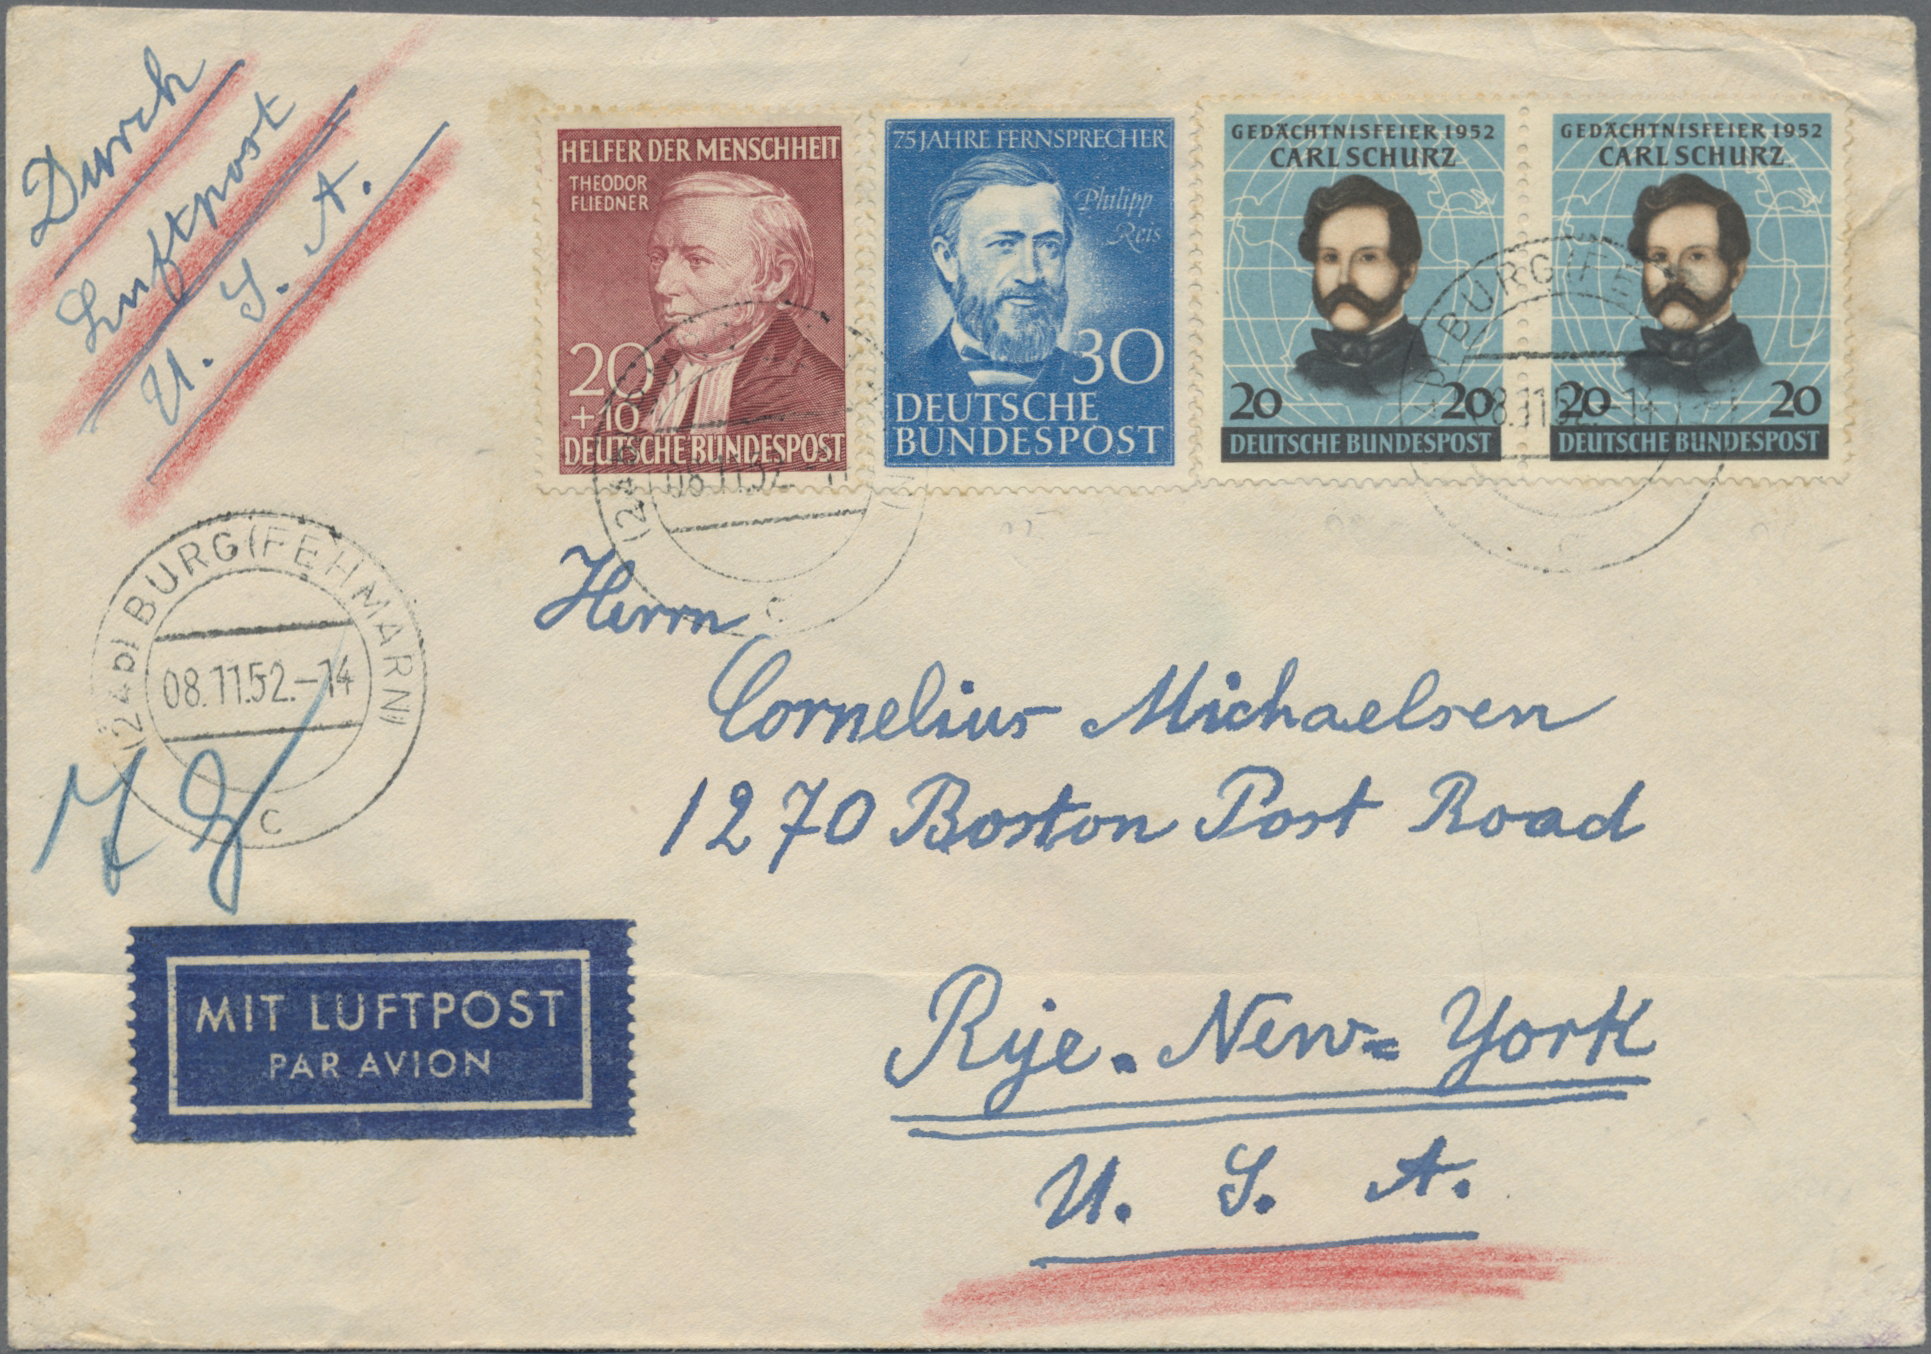 Durch
Luftpost
U. S. A.
HELFER DER MENSCHHEIT
THEODOR
FLIEDNER
20
+10
DEUTSCHE BUNDESPOST
75 JAHRE FERNSPRECHER
Philipp
Reis
30
DEUTSCHE
BUNDESPOST
GEDÄCHTNISFEIER 1952
CARL SCHURZ
20 20
DEUTSCHE BUNDESPOST
GEDÄCHTNISFEIER 1952
CARL SCHURZ
20 20
DEUTSCHE BUNDESPOST
(24b) BURG (FEHMARN)
08.11.52.-14
c
Herrn
Cornelius Michaelsen
1270 Boston Post Road
Rye. New=York
U. S. A.
MIT LUFTPOST
PAR AVION